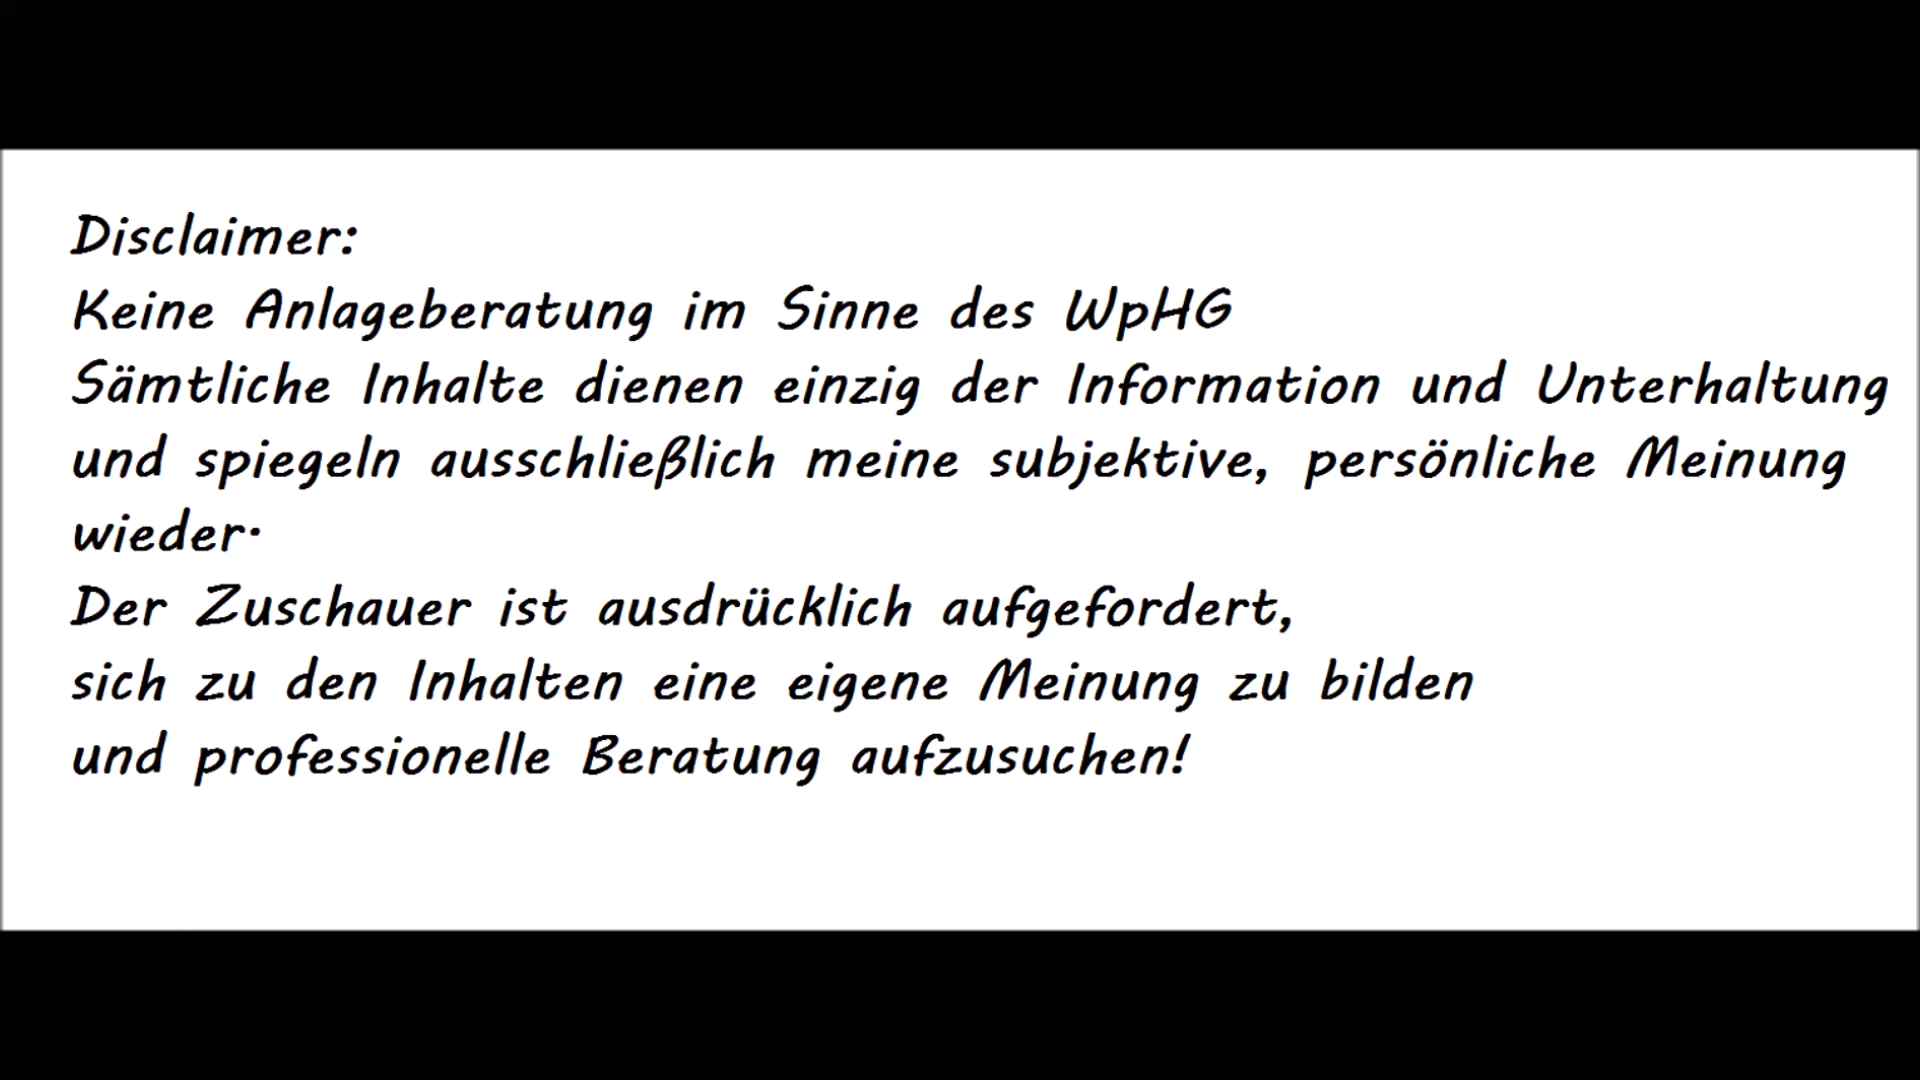 Disclaimer:
Keine Anlageberatung im Sinne des WpHG
Sämtliche Inhalte dienen einzig der Information und Unterhaltung
und spiegeln ausschließlich meine subjektive, persönliche Meinung
wieder.
Der Zuschauer ist ausdrücklich aufgefordert,
sich zu den Inhalten eine eigene Meinung zu bilden
und professionelle Beratung aufzusuchen!